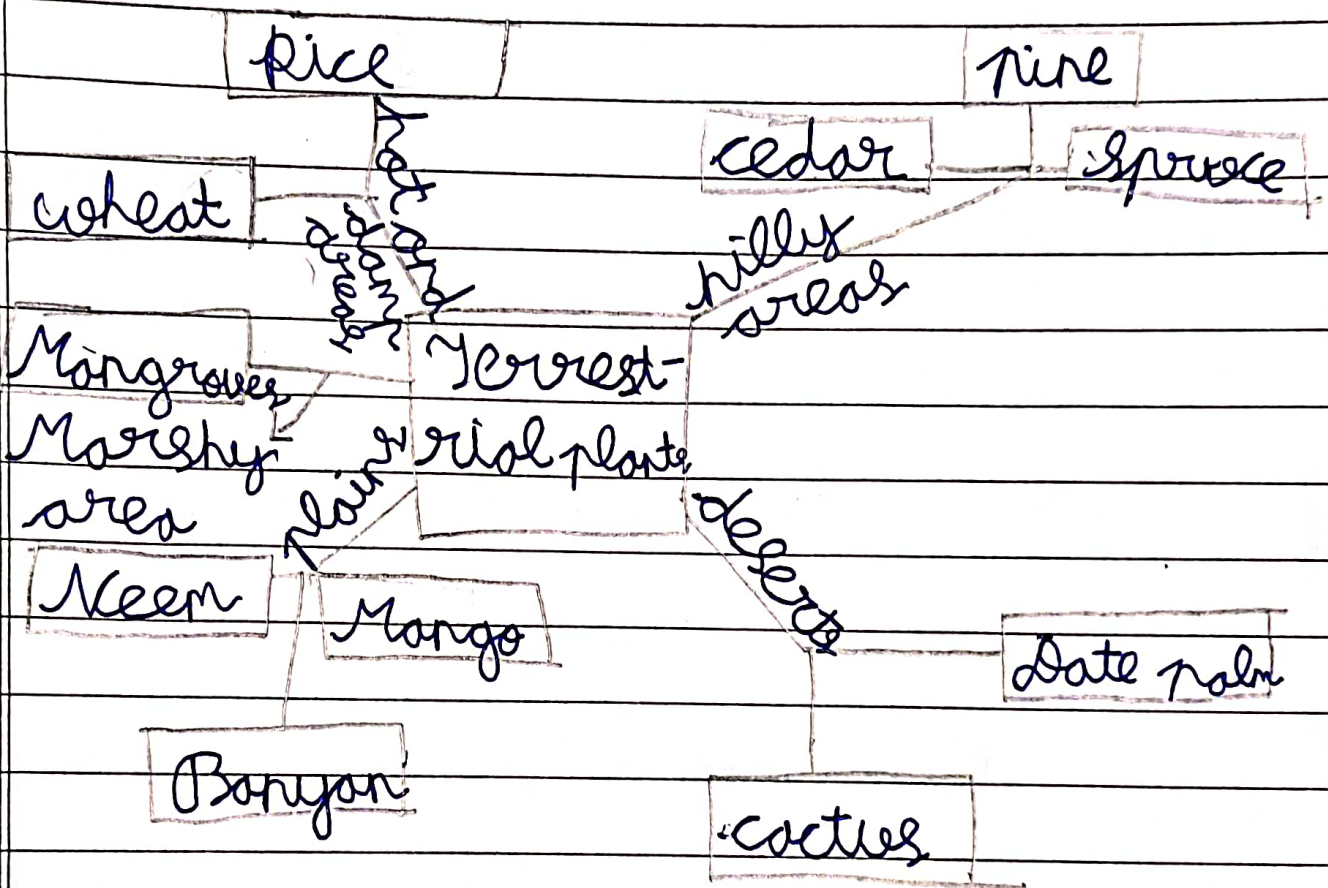 Rice
pine
cedar
Spruce
wheat
hot and
damp
areas
hilly
areas
Mangroves
Terrest-
rial plants
Marshy
area
plains
deserts
Neem
Mango
Date palm
Banyan
cactus